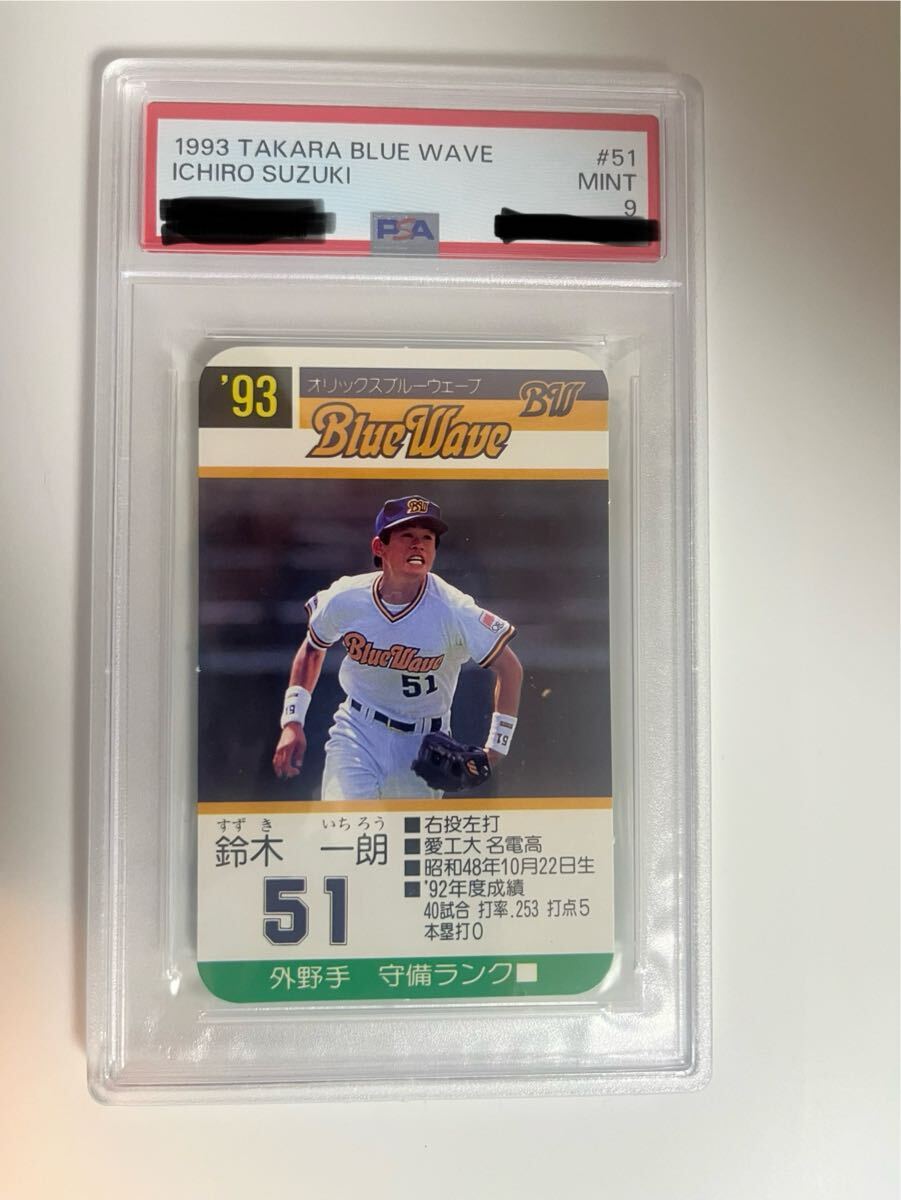 1993 TAKARA BLUE WAVE #51
ICHIRO SUZUKI MINT
9
PSA
'93
オリックスブルーウェーブ
BW
Blue Wave
BW
Blue Wave
51
51
51
すず き いち ろう
鈴木 一朗
51
■右投左打
■愛工大 名電高
■昭和48年10月22日生
■'92年度成績
40試合 打率.253 打点5
本塁打0
外野手 守備ランク■